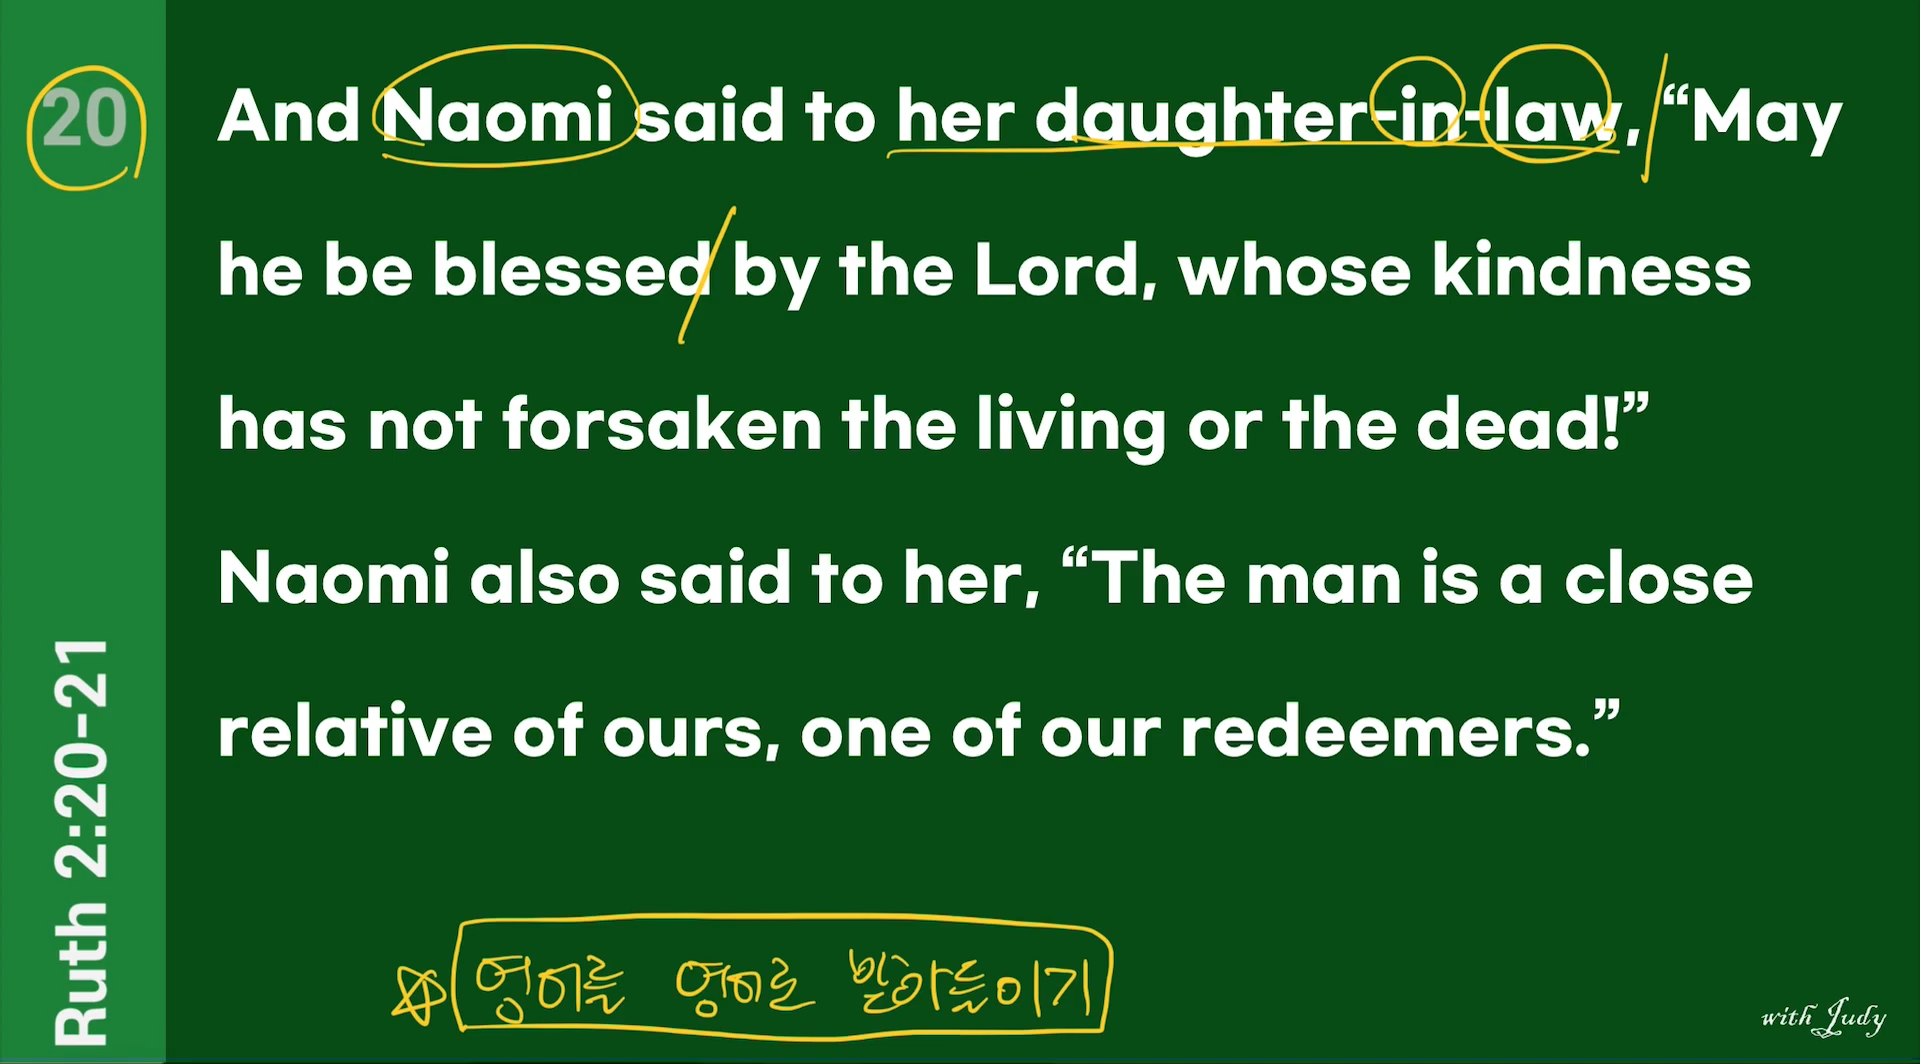 20
And Naomi said to her daughter-in-law, “May
he be blessed by the Lord, whose kindness
has not forsaken the living or the dead!”
Naomi also said to her, “The man is a close
relative of ours, one of our redeemers.”
Ruth 2:20-21
영어를 영어로 받아들이기
with Judy